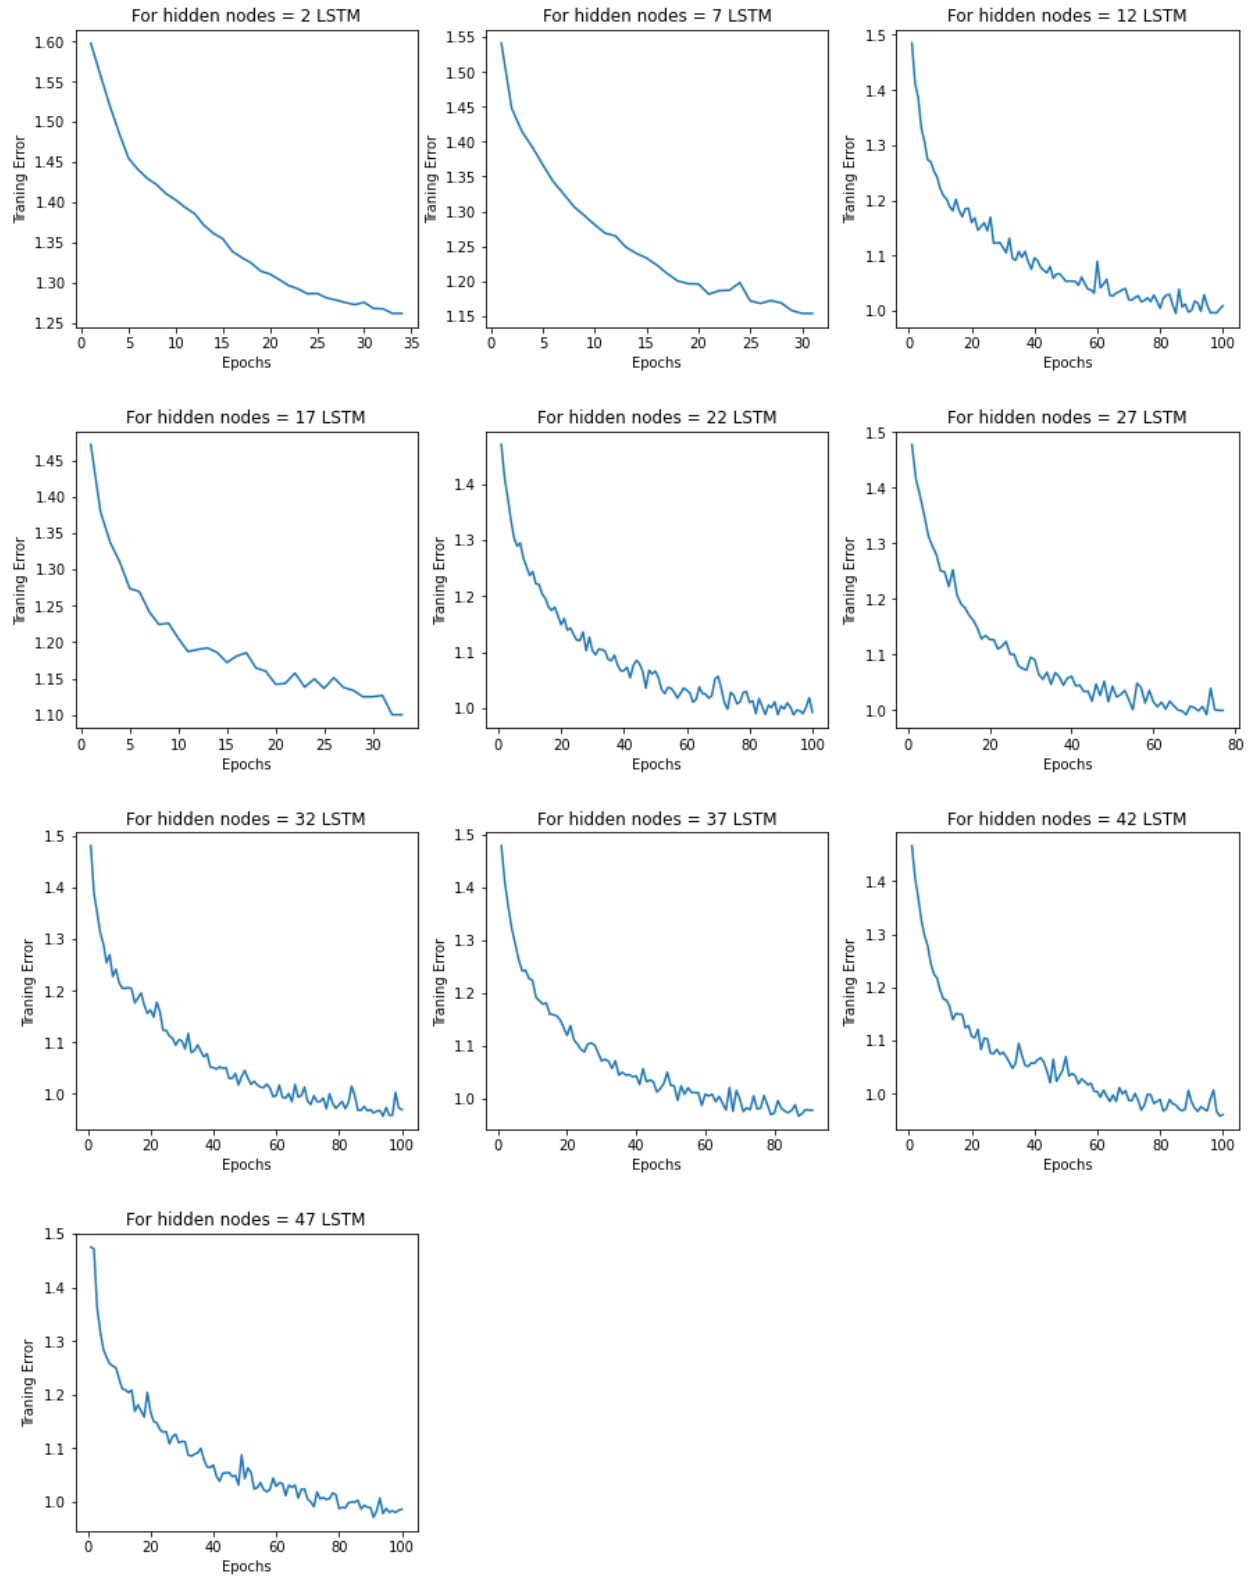 For hidden nodes = 2 LSTM
For hidden nodes = 7 LSTM
For hidden nodes = 12 LSTM
1.60
1.55
1.50
1.45
1.40
1.35
1.30
1.25
Traning Error
0 5 10 15 20 25 30 35
Epochs
1.55
1.50
1.45
1.40
1.35
1.30
1.25
1.20
1.15
Traning Error
0 5 10 15 20 25 30
Epochs
1.5
1.4
1.3
1.2
1.1
1.0
Traning Error
0 20 40 60 80 100
Epochs
For hidden nodes = 17 LSTM
For hidden nodes = 22 LSTM
For hidden nodes = 27 LSTM
1.45
1.40
1.35
1.30
1.25
1.20
1.15
1.10
Traning Error
0 5 10 15 20 25 30
Epochs
1.4
1.3
1.2
1.1
1.0
Traning Error
0 20 40 60 80 100
Epochs
1.5
1.4
1.3
1.2
1.1
1.0
Traning Error
0 20 40 60 80
Epochs
For hidden nodes = 32 LSTM
For hidden nodes = 37 LSTM
For hidden nodes = 42 LSTM
1.5
1.4
1.3
1.2
1.1
1.0
Traning Error
0 20 40 60 80 100
Epochs
1.5
1.4
1.3
1.2
1.1
1.0
Traning Error
0 20 40 60 80
Epochs
1.4
1.3
1.2
1.1
1.0
Traning Error
0 20 40 60 80 100
Epochs
For hidden nodes = 47 LSTM
1.5
1.4
1.3
1.2
1.1
1.0
Traning Error
0 20 40 60 80 100
Epochs